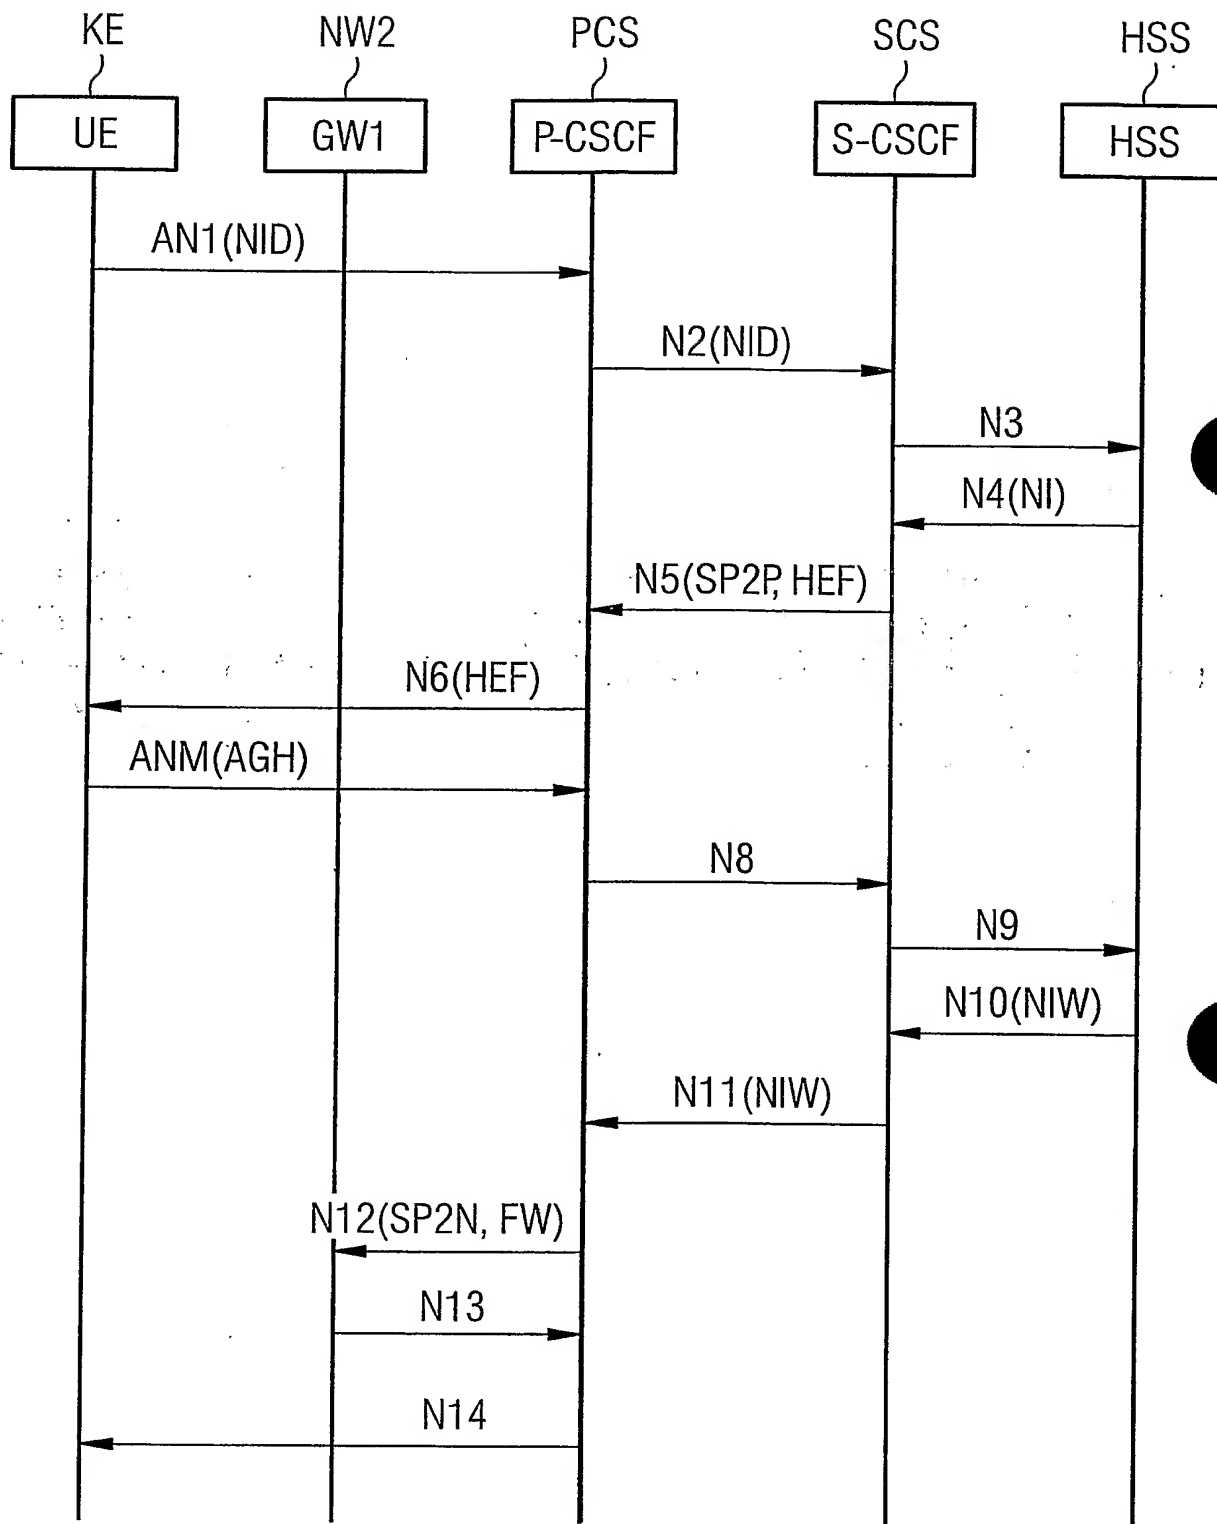 KE NW2 PCS SCS HSS
UE GW1 P-CSCF S-CSCF HSS
AN1(NID)
N2(NID)
N3
N4(NI)
N5(SP2P, HEF)
N6(HEF)
ANM(AGH)
N8
N9
N10(NIW)
N11(NIW)
N12(SP2N, FW)
N13
N14